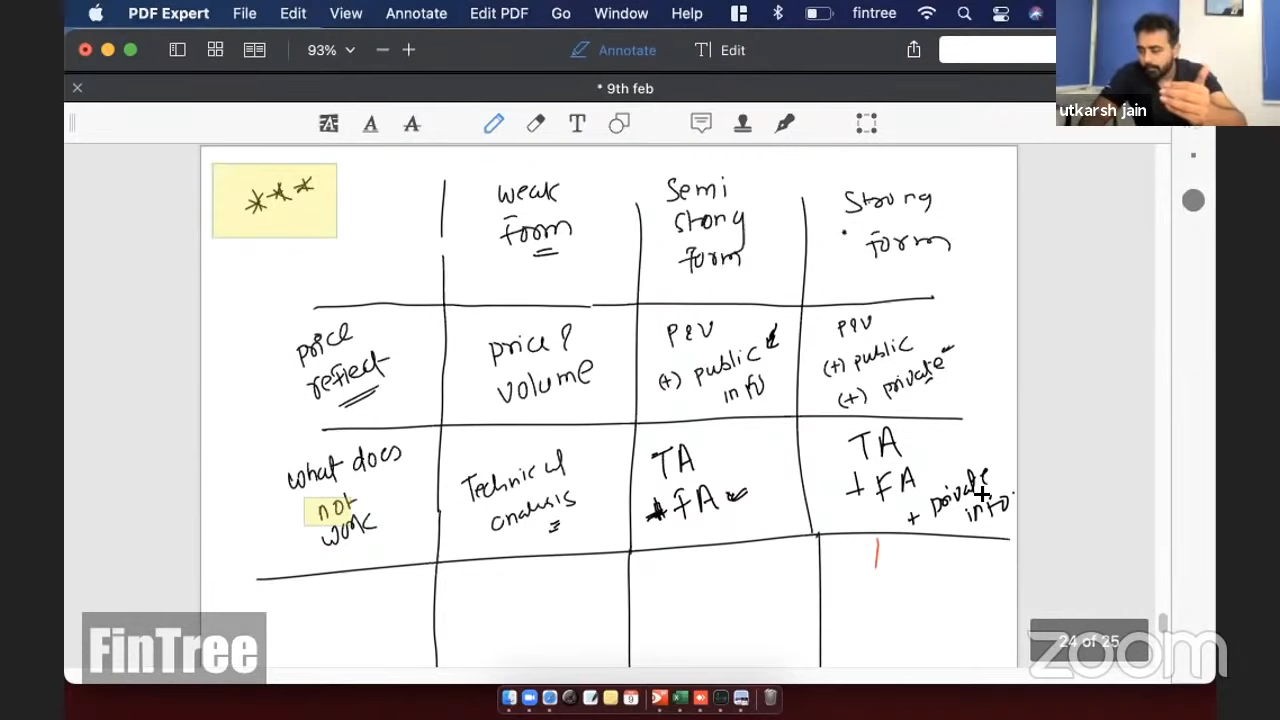 PDF Expert File Edit View Annotate Edit PDF Go Window Help fintree
93% Annotate T| Edit
* 9th feb
utkarsh jain
A A A T
***
weak
Form
Semi
Strong
Form
Strong
Form
price
reflect
price &
volume
P&V
(+) public
info
P&V
(+) public
(+) private
what does
not
work
Technical
analysis
TA
+ FA
TA
+ FA
+ private
info
FinTree
24 of 25
zoom